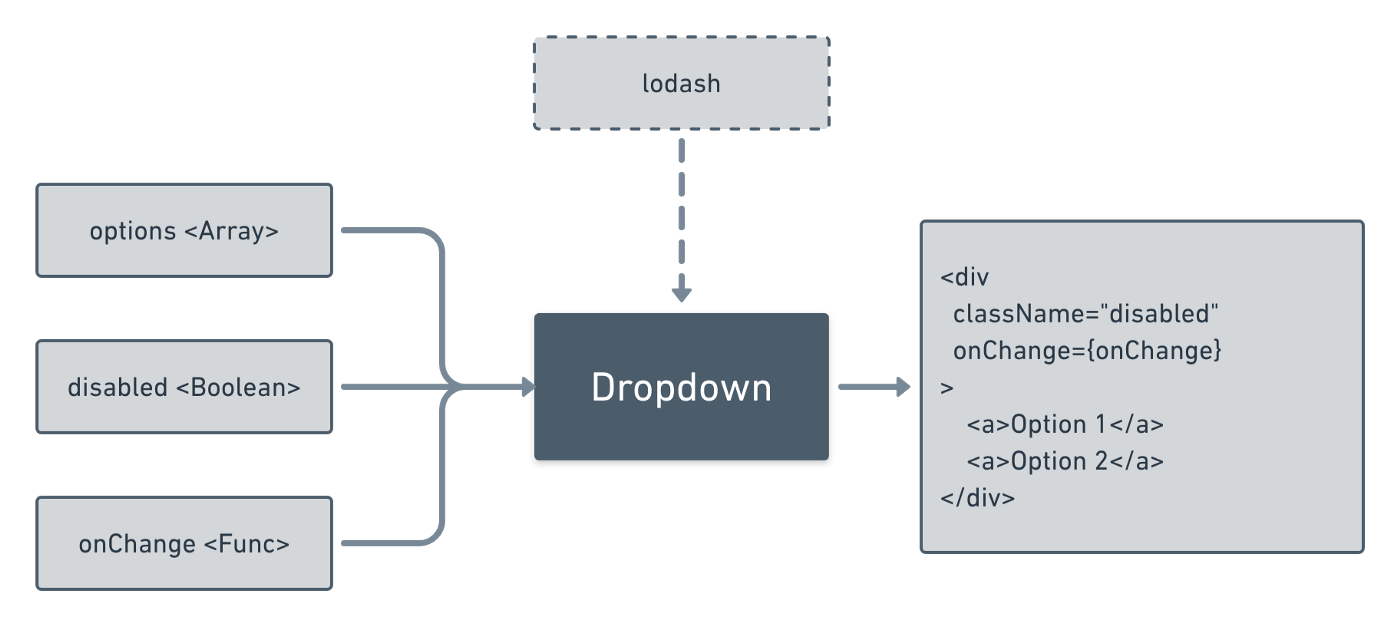 lodash
options <Array>
disabled <Boolean>
onChange <Func>
Dropdown
<div
className="disabled"
onChange={onChange}
>
<a>Option 1</a>
<a>Option 2</a>
</div>